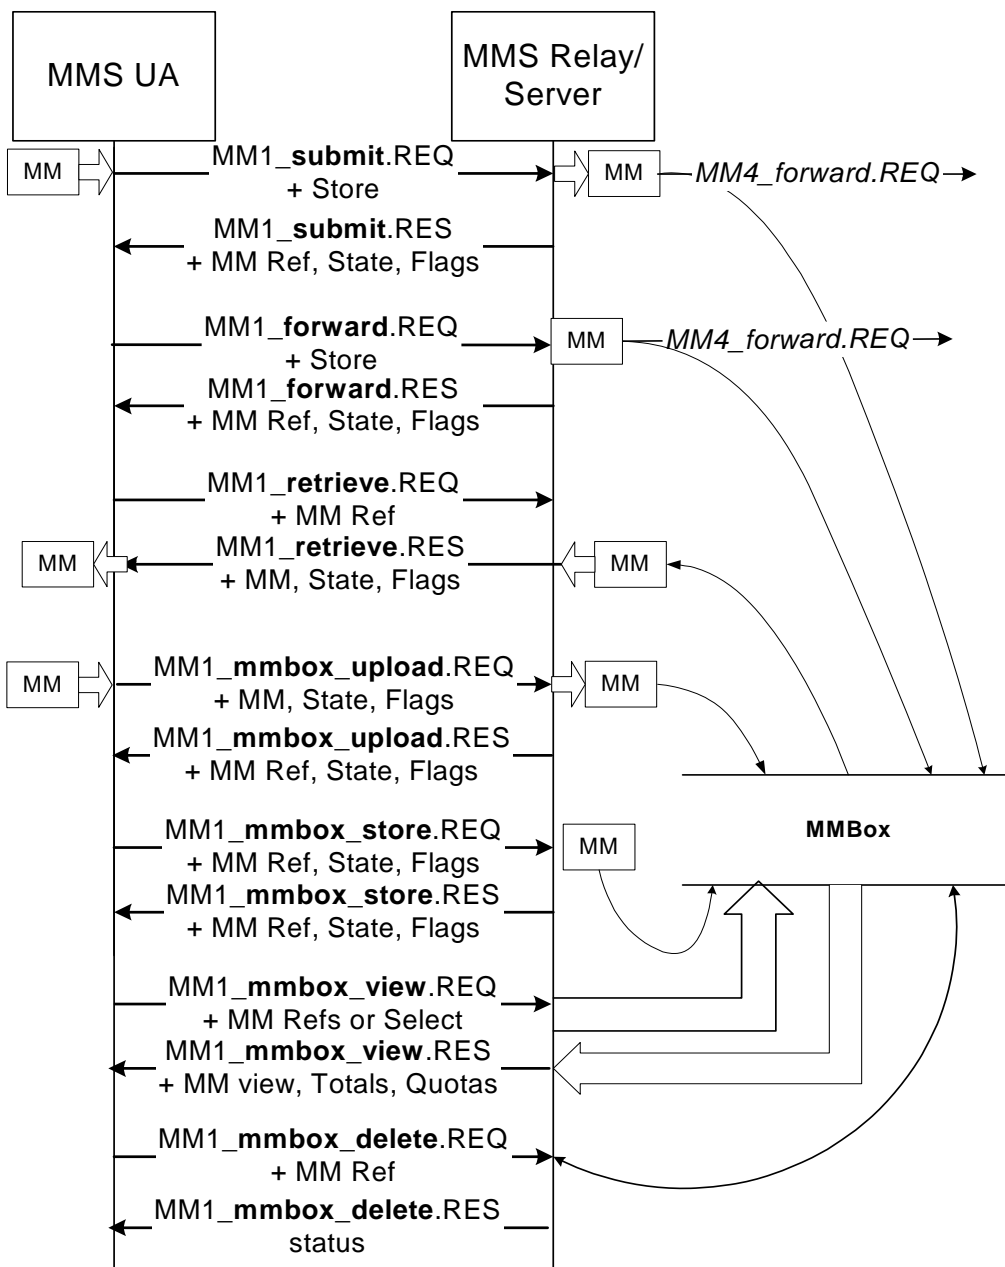 MMS UA
MMS Relay/
Server
MM
MM1_submit.REQ
+ Store
MM
MM4_forward.REQ
MM1_submit.RES
+ MM Ref, State, Flags
MM1_forward.REQ
+ Store
MM
MM4_forward.REQ
MM1_forward.RES
+ MM Ref, State, Flags
MM1_retrieve.REQ
+ MM Ref
MM
MM1_retrieve.RES
+ MM, State, Flags
MM
MM
MM1_mmbox_upload.REQ
+ MM, State, Flags
MM
MM1_mmbox_upload.RES
+ MM Ref, State, Flags
MMBox
MM1_mmbox_store.REQ
+ MM Ref, State, Flags
MM
MM1_mmbox_store.RES
+ MM Ref, State, Flags
MM1_mmbox_view.REQ
+ MM Refs or Select
MM1_mmbox_view.RES
+ MM view, Totals, Quotas
MM1_mmbox_delete.REQ
+ MM Ref
MM1_mmbox_delete.RES
status